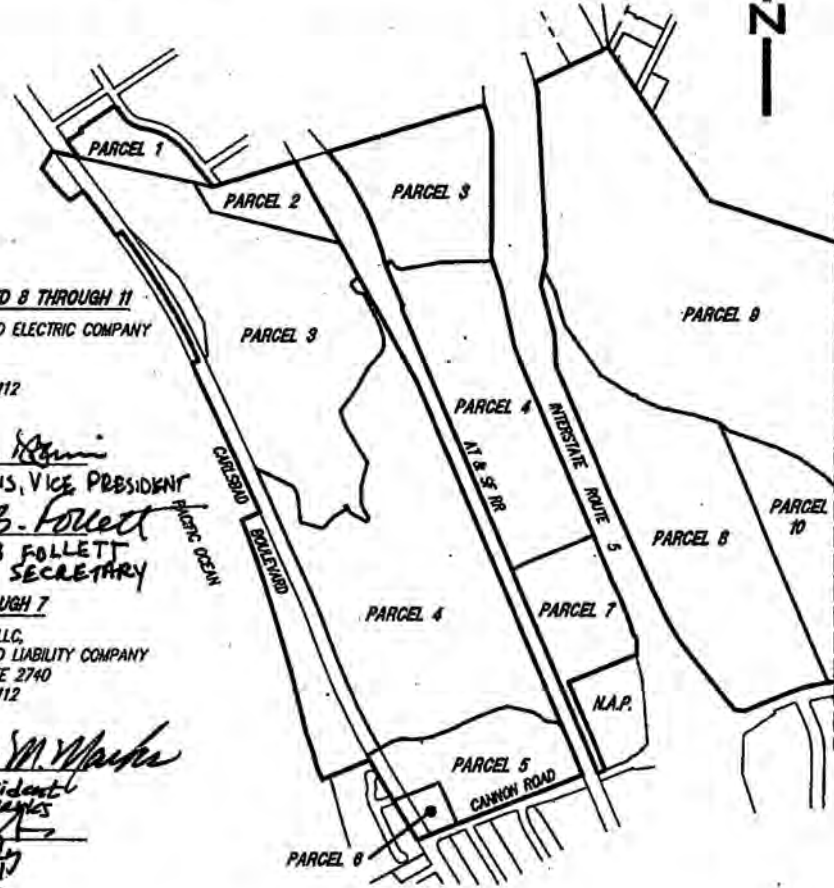 N
PARCEL 1
PARCEL 2
PARCEL 3
D 8 THROUGH 11
D ELECTRIC COMPANY
PARCEL 9
PARCEL 3
112
PARCEL 4
INTERSTATE ROUTE 5
AT & SF RR
VICE PRESIDENT
CARLSBAD BOULEVARD
PACIFIC OCEAN
B. Follett
FOLLETT
SECRETARY
PARCEL 8
PARCEL
10
UGH 7
LLC,
D LIABILITY COMPANY
E 2740
112
PARCEL 4
PARCEL 7
N.A.P.
M. Marks
PARCEL 5
CANNON ROAD
PARCEL 6